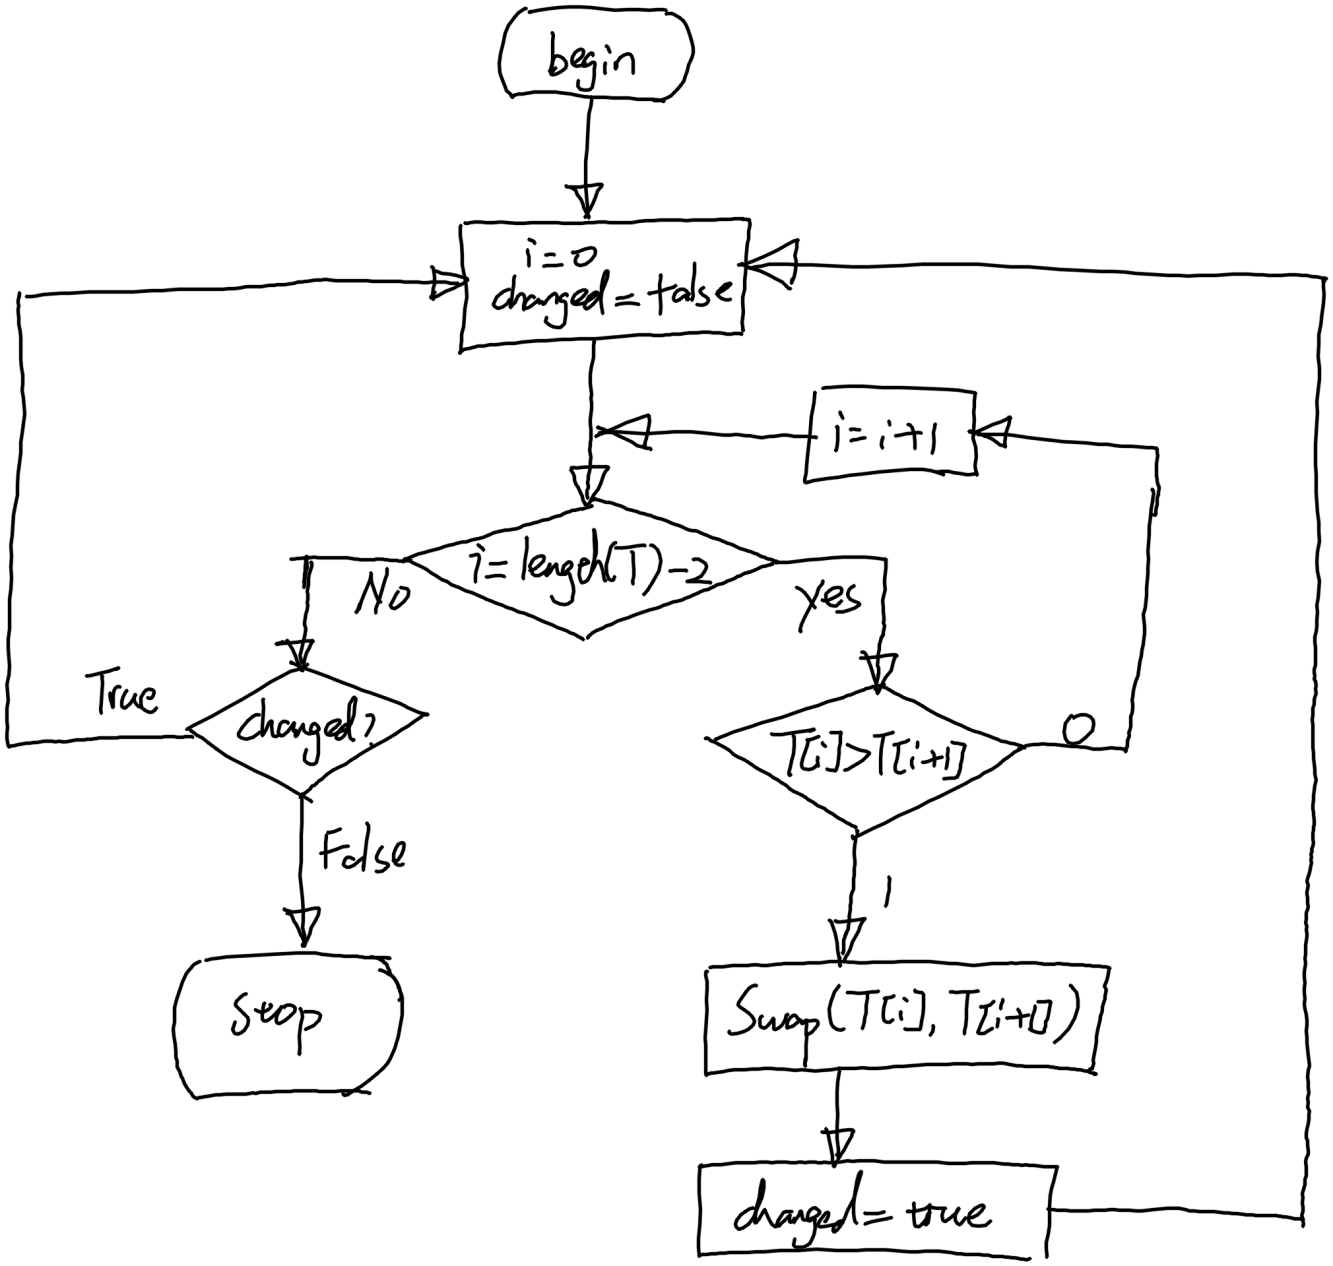 begin
i=0
changed=false
i=i+1
i=length(T)-2
No
yes
True
changed?
T[i]>T[i+1]
0
False
1
Stop
Swap(T[i],T[i+1])
changed=true